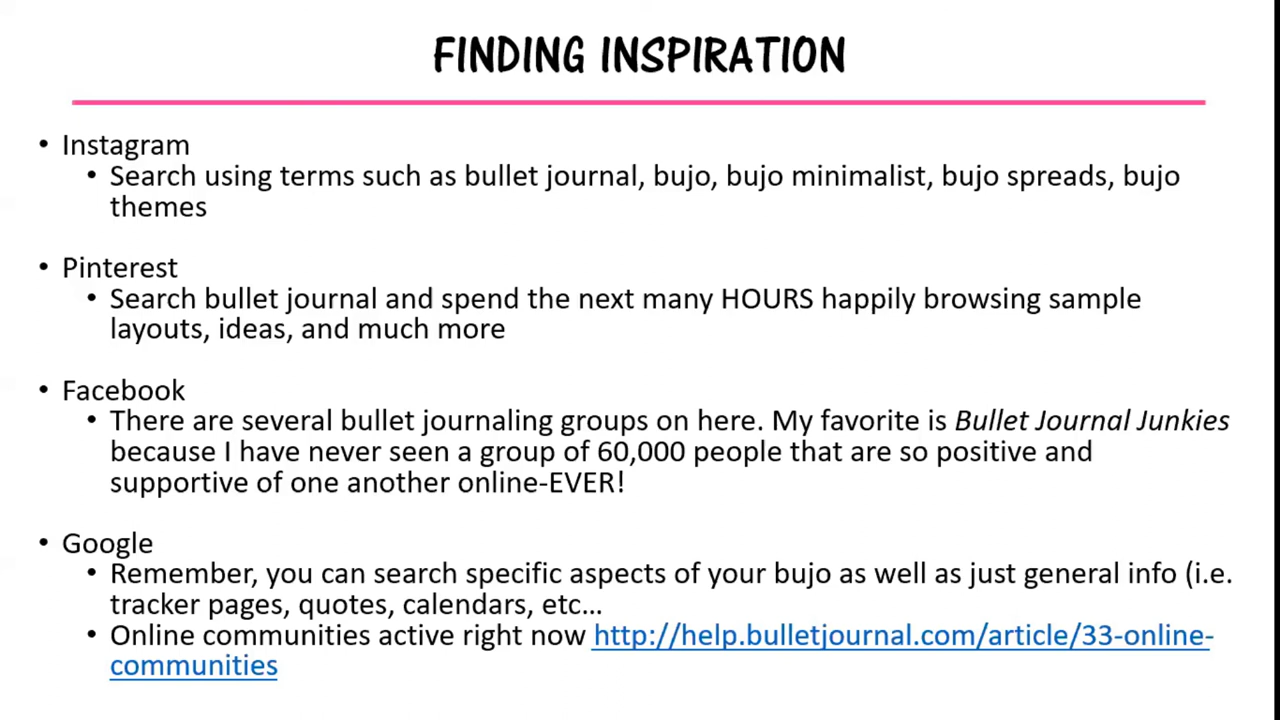 FINDING INSPIRATION
• Instagram
• Search using terms such as bullet journal, bujo, bujo minimalist, bujo spreads, bujo
themes
• Pinterest
• Search bullet journal and spend the next many HOURS happily browsing sample
layouts, ideas, and much more
• Facebook
• There are several bullet journaling groups on here. My favorite is Bullet Journal Junkies
because I have never seen a group of 60,000 people that are so positive and
supportive of one another online-EVER!
• Google
• Remember, you can search specific aspects of your bujo as well as just general info (i.e.
tracker pages, quotes, calendars, etc...
• Online communities active right now http://help.bulletjournal.com/article/33-online-
communities